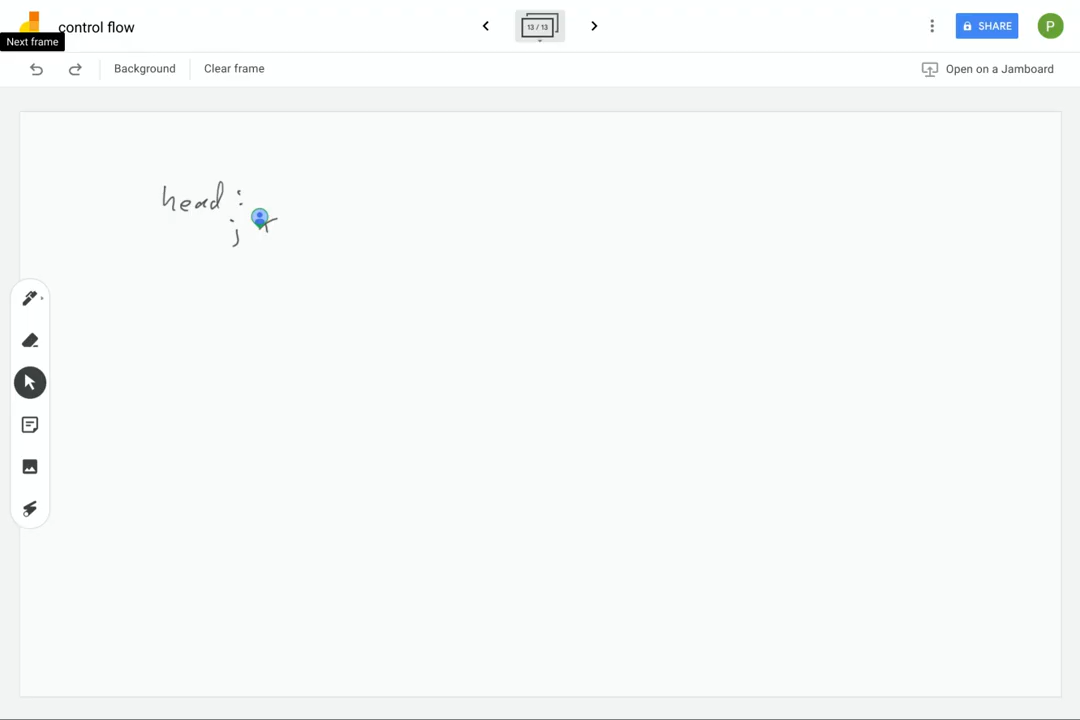 control flow
Next frame
13 / 13
SHARE
P
Background
Clear frame
Open on a Jamboard
head :
j